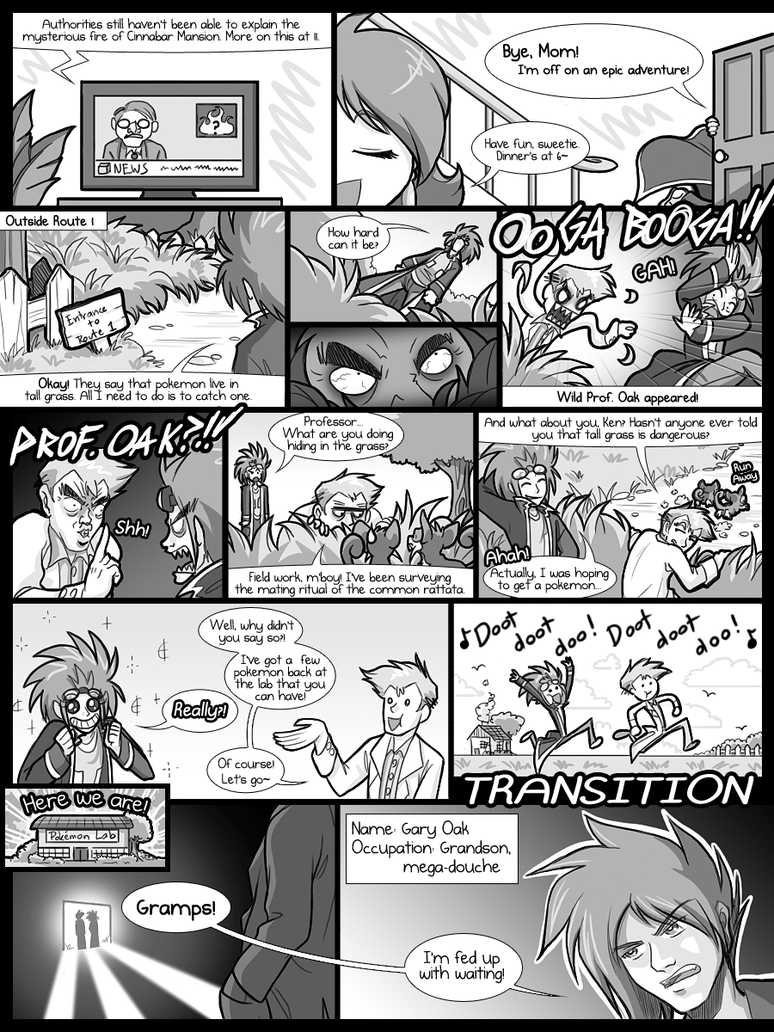 Authorities still haven't been able to explain the
mysterious fire of Cinnabar Mansion. More on this at 11.
?
NEWS
Bye, Mom!
I'm off on an epic adventure!
Have fun, sweetie.
Dinner's at 6~
Outside Route 1
Entrance
to
Route 1
Okay! They say that pokemon live in
tall grass. All I need to do is to catch one.
How hard
can it be?
OOGA BOOGA!!!
GAH!
Wild Prof. Oak appeared!
PROF. OAK?!!
Shh!
Professor...
What are you doing
hiding in the grass?
Field work, m'boy! I've been surveying
the mating ritual of the common rattata.
And what about you, Ken? Hasn't anyone ever told
you that tall grass is dangerous?
Run
Away
Ahah!
Actually, I was hoping
to get a pokemon...
Really?!
Well, why didn't
you say so?!
I've got a few
pokemon back at
the lab that you
can have!
Of course!
Let's go~
♪Doot
doot
doo!
Doot
doot
doo!♪
TRANSITION
Here we are!
Pokémon Lab
Gramps!
Name: Gary Oak
Occupation: Grandson,
mega-douche
I'm fed up
with waiting!